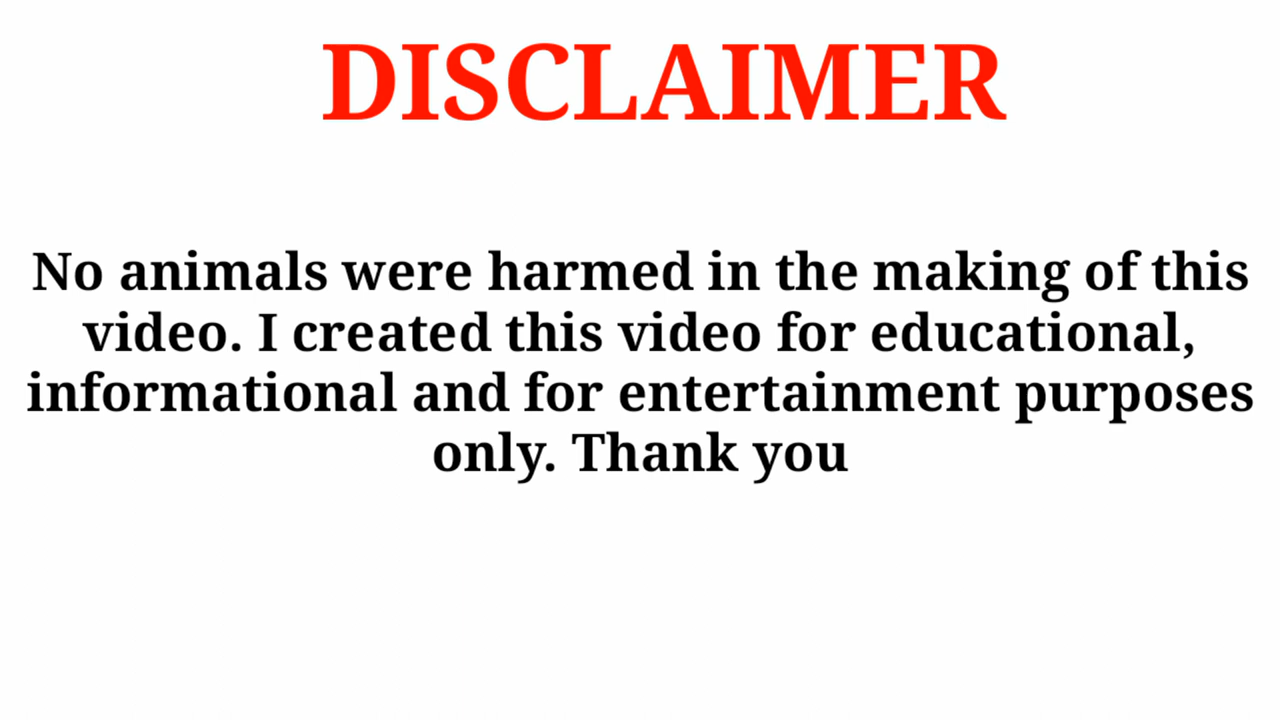 DISCLAIMER
No animals were harmed in the making of this
video. I created this video for educational,
informational and for entertainment purposes
only. Thank you